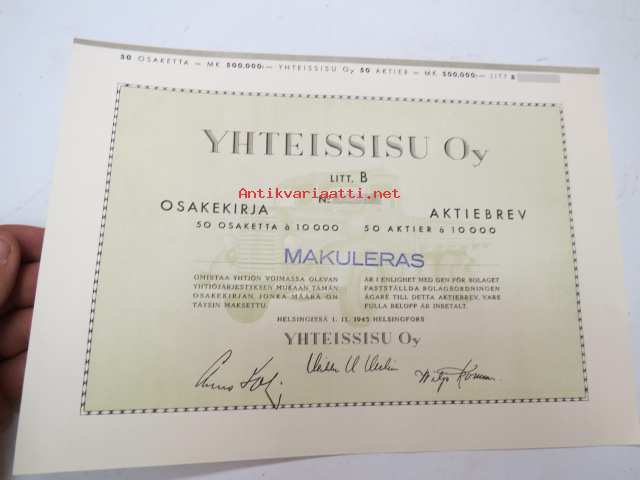 50 OSAKETTA — MK 500,000:— YHTEISSISU Oy 50 AKTIER — MK 500,000:— LITT B
YHTEISSISU Oy
LITT. B
Antikvariaatti.net
N:
OSAKEKIRJA
50 OSAKETTA à 10 000
AKTIEBREV
50 AKTIER à 10 000
MAKULERAS
OMISTAA YHTIÖN VOIMASSA OLEVAN
YHTIÖJÄRJESTYKSEN MUKAAN TÄMÄN
OSAKEKIRJAN, JONKA MÄÄRÄ ON
TÄYSIN MAKSETTU.
ÄR I ENLIGHET MED DEN FÖR BOLAGET
FASTSTÄLLDA BOLAGSORDNINGEN
ÄGARE TILL DETTA AKTIEBREV, VARS
FULLA BELOPP ÄR INBETALT.
HELSINGISSÄ 1. 11. 1945 HELSINGFORS
YHTEISSISU Oy